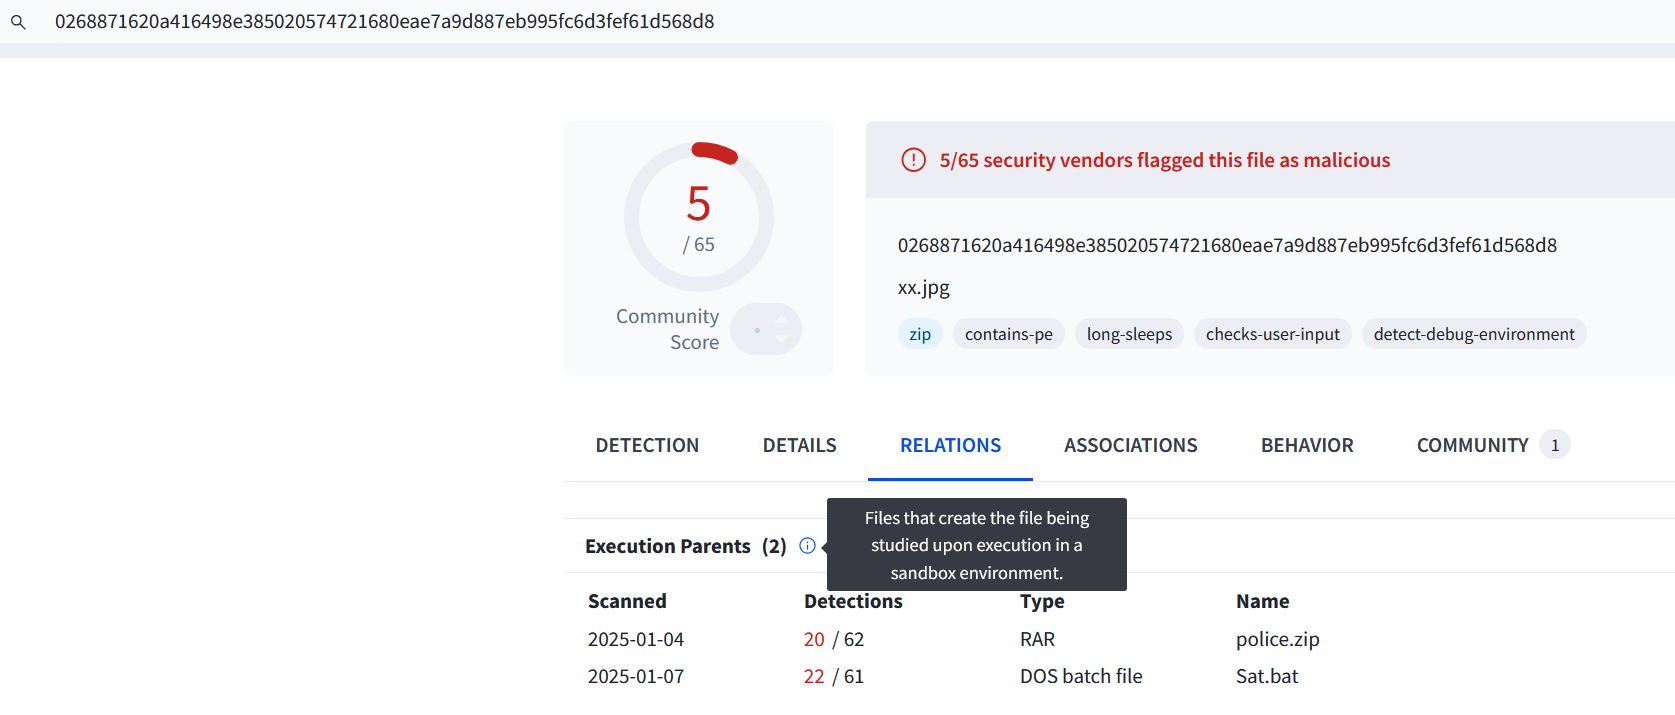 0268871620a416498e385020574721680eae7a9d887eb995fc6d3fef61d568d8
5
/ 65
Community
Score
5/65 security vendors flagged this file as malicious
0268871620a416498e385020574721680eae7a9d887eb995fc6d3fef61d568d8
xx.jpg
zip contains-pe long-sleeps checks-user-input detect-debug-environment
DETECTION DETAILS RELATIONS ASSOCIATIONS BEHAVIOR COMMUNITY 1
Files that create the file being
studied upon execution in a
sandbox environment.
Execution Parents (2)
Scanned Detections Type Name
2025-01-04 20 / 62 RAR police.zip
2025-01-07 22 / 61 DOS batch file Sat.bat